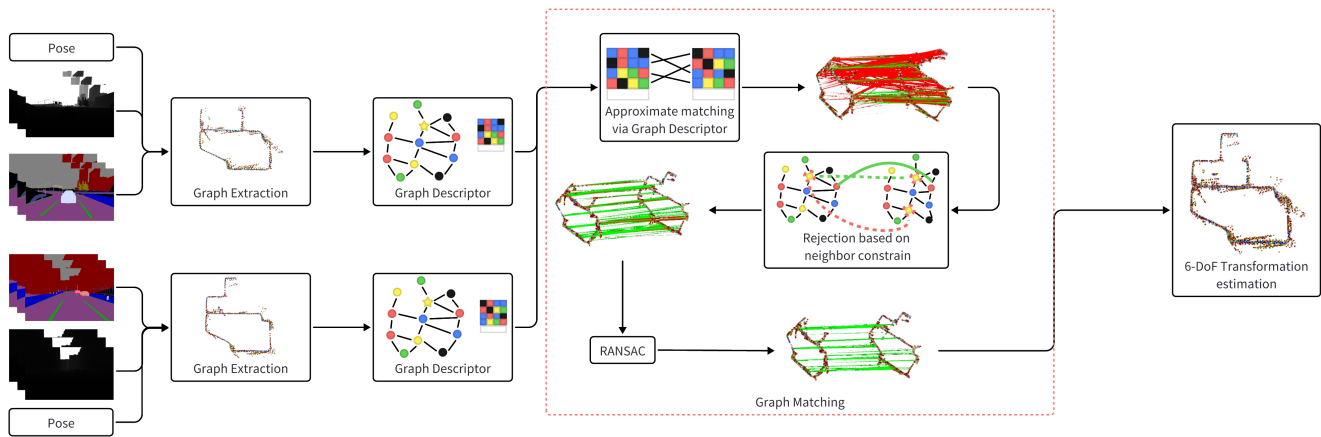 Pose
Graph Extraction
Graph Descriptor
Graph Extraction
Graph Descriptor
Pose
Approximate matching
via Graph Descriptor
Rejection based on
neighbor constrain
RANSAC
Graph Matching
6-DoF Transformation
estimation